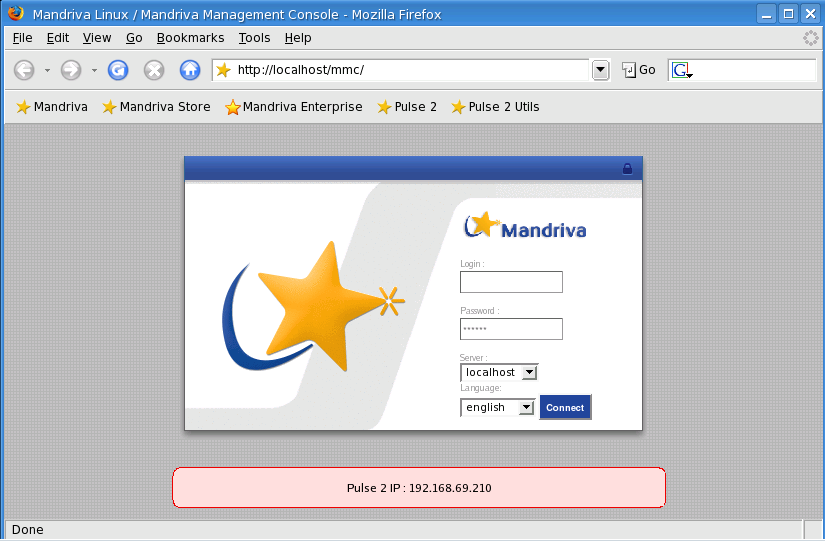 Mandriva Linux / Mandriva Management Console - Mozilla Firefox
File Edit View Go Bookmarks Tools Help
http://localhost/mmc/ Go G
Mandriva Mandriva Store Mandriva Enterprise Pulse 2 Pulse 2 Utils
Mandriva
Login :
Password :
******
Server :
localhost
Language:
english Connect
Pulse 2 IP : 192.168.69.210
Done